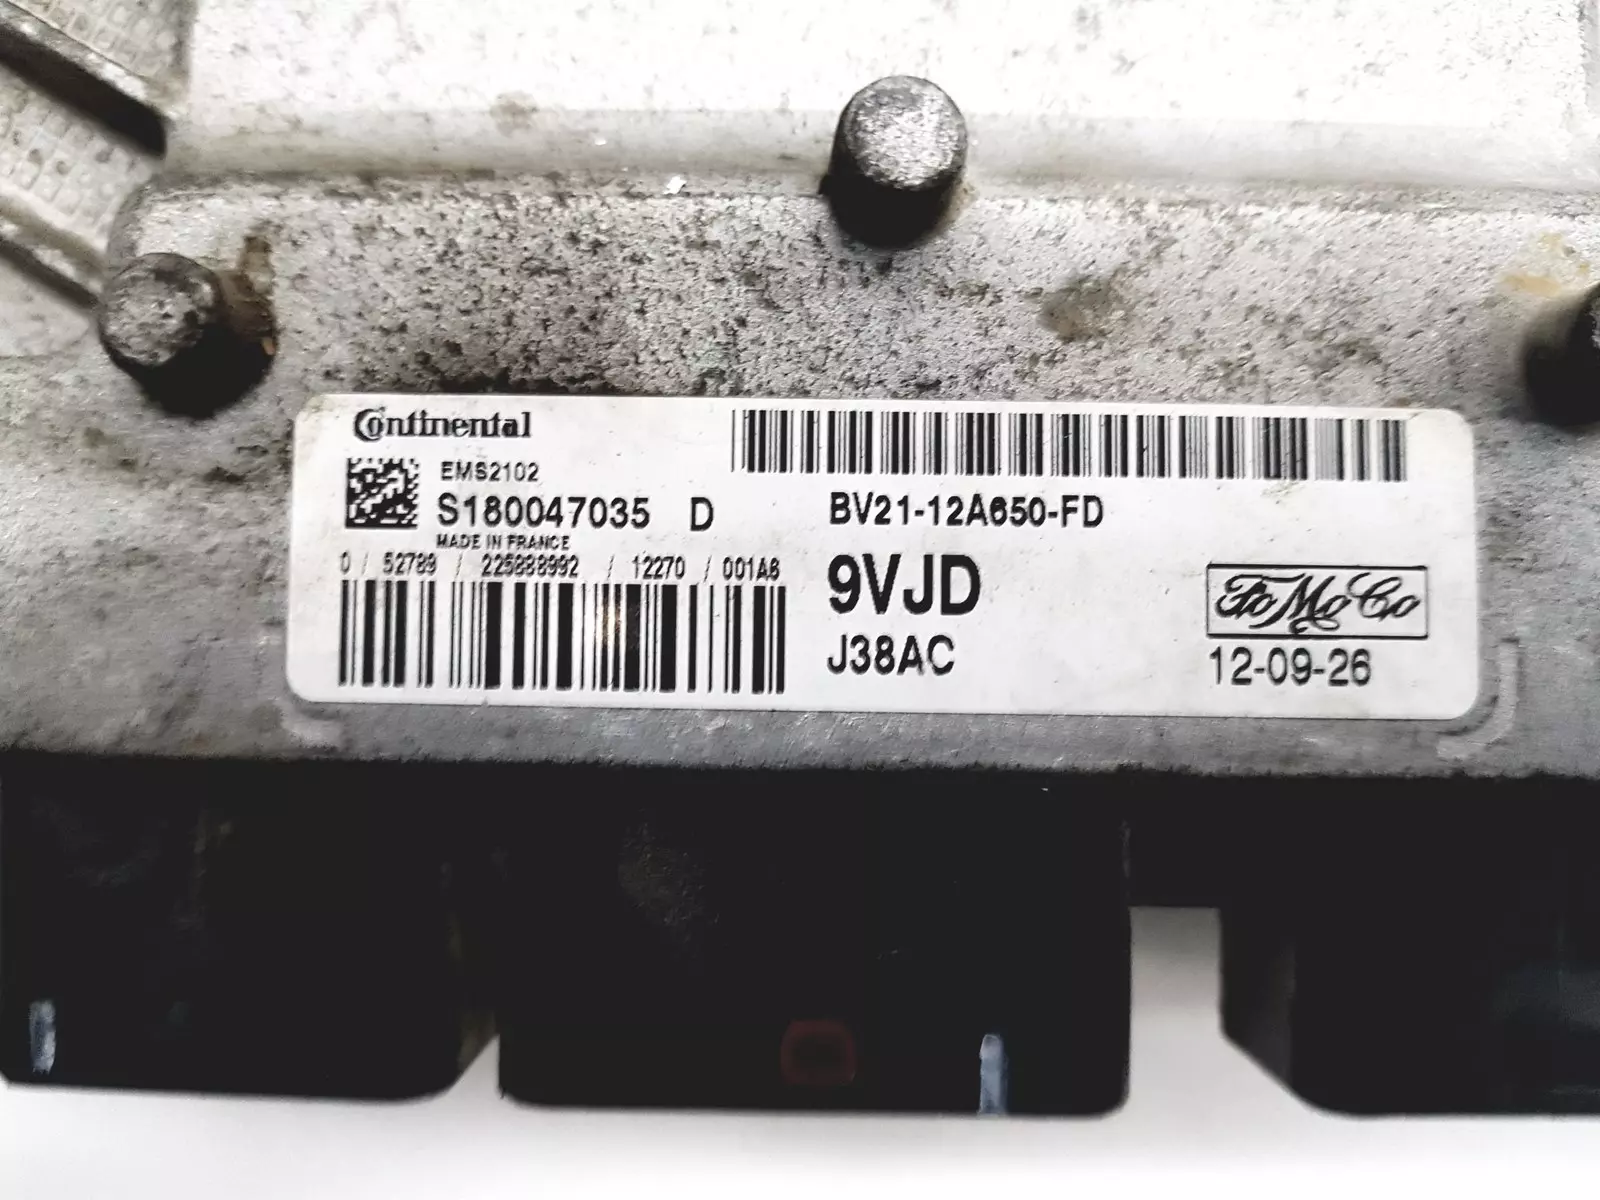 Continental
EMS2102
S180047035 D
MADE IN FRANCE
0 / 52789 / 225888992 / 12270 / 001A6
BV21-12A650-FD
9VJD
J38AC
FoMoCo
12-09-26